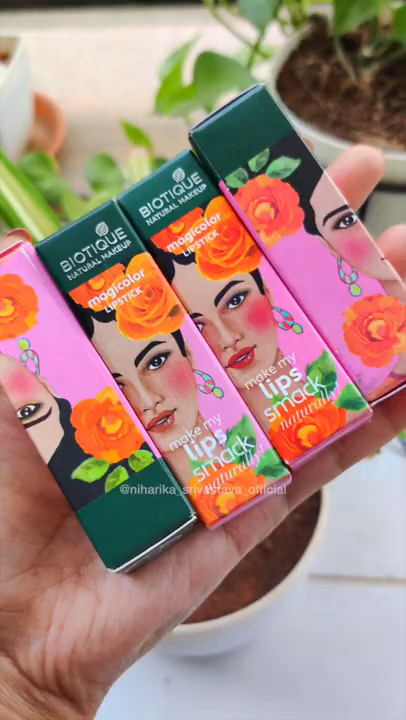 BIOTIQUE
NATURAL MAKEUP
magicolor
LIPSTICK
make my
lips
smack
naturally!
BIOTIQUE
NATURAL MAKEUP
magicolor
LIPSTICK
make my
lips
smack
naturally!
@niharika_srivastava_official